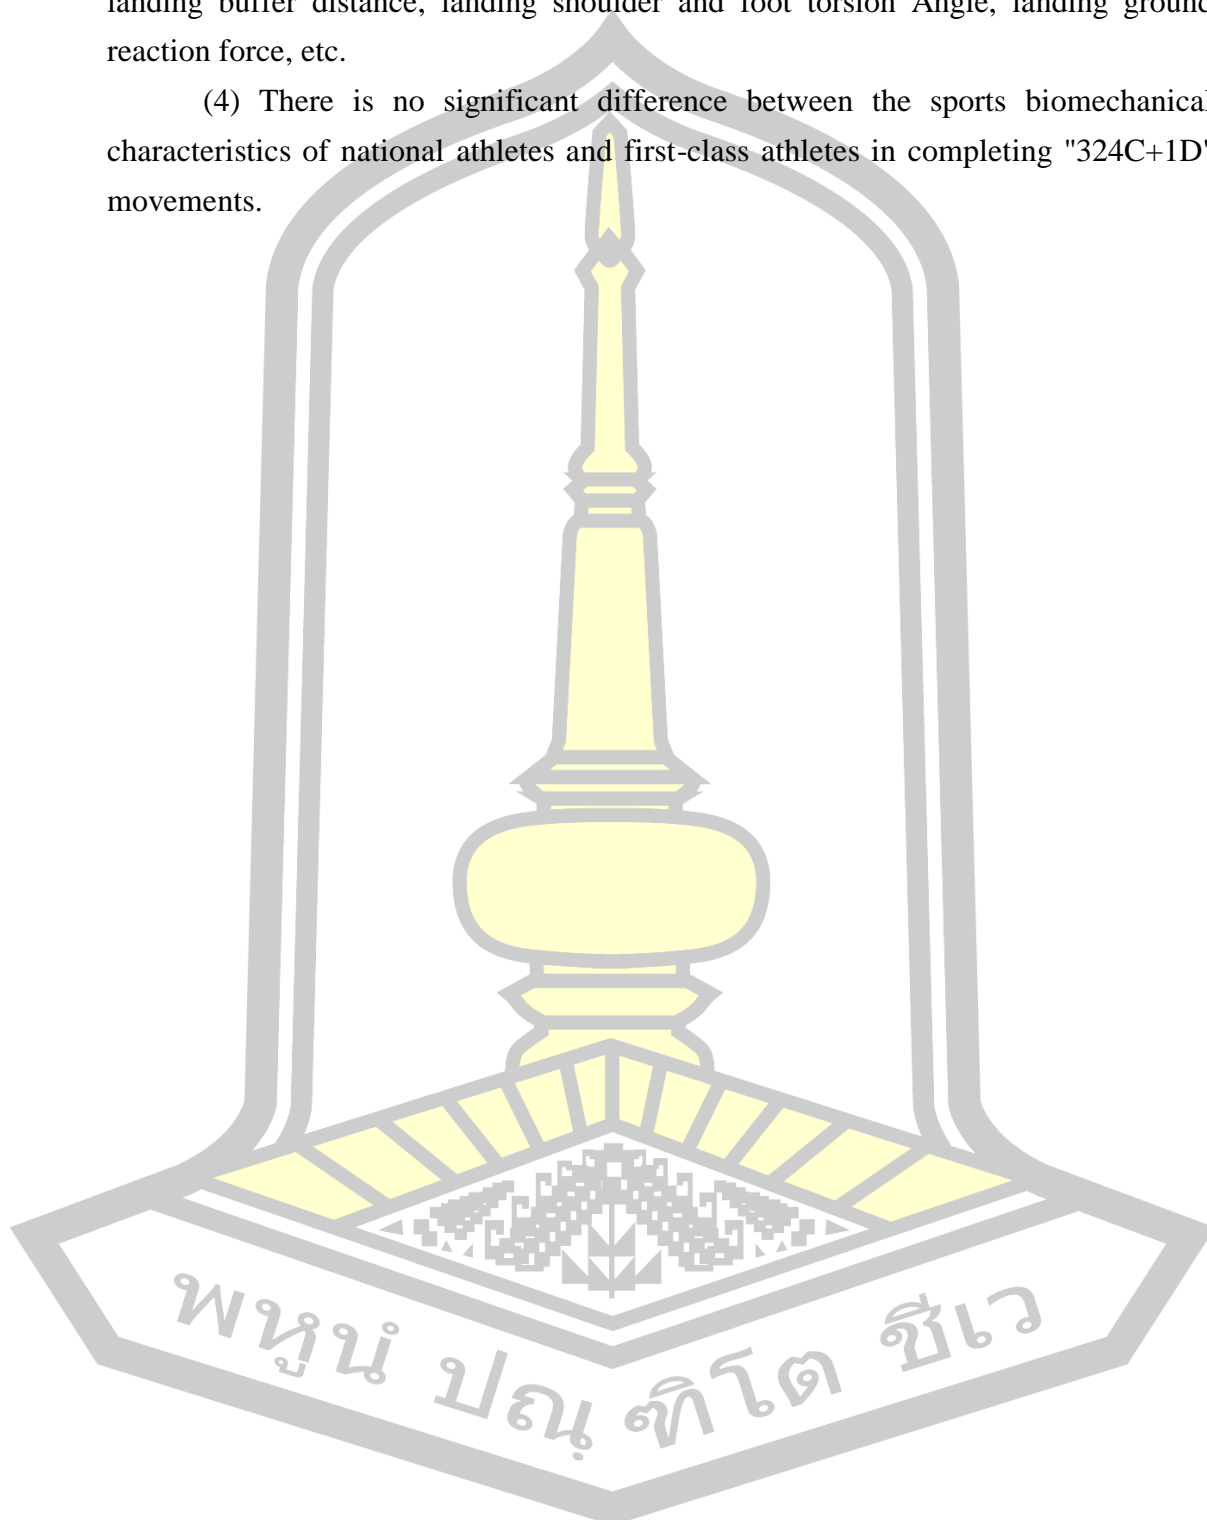 landing buffer distance, landing shoulder and foot torsion Angle, landing ground
reaction force, etc.
(4) There is no significant difference between the sports biomechanical
characteristics of national athletes and first-class athletes in completing "324C+1D"
movements.
พหูนํ ปณฺฑิโต ชีเว